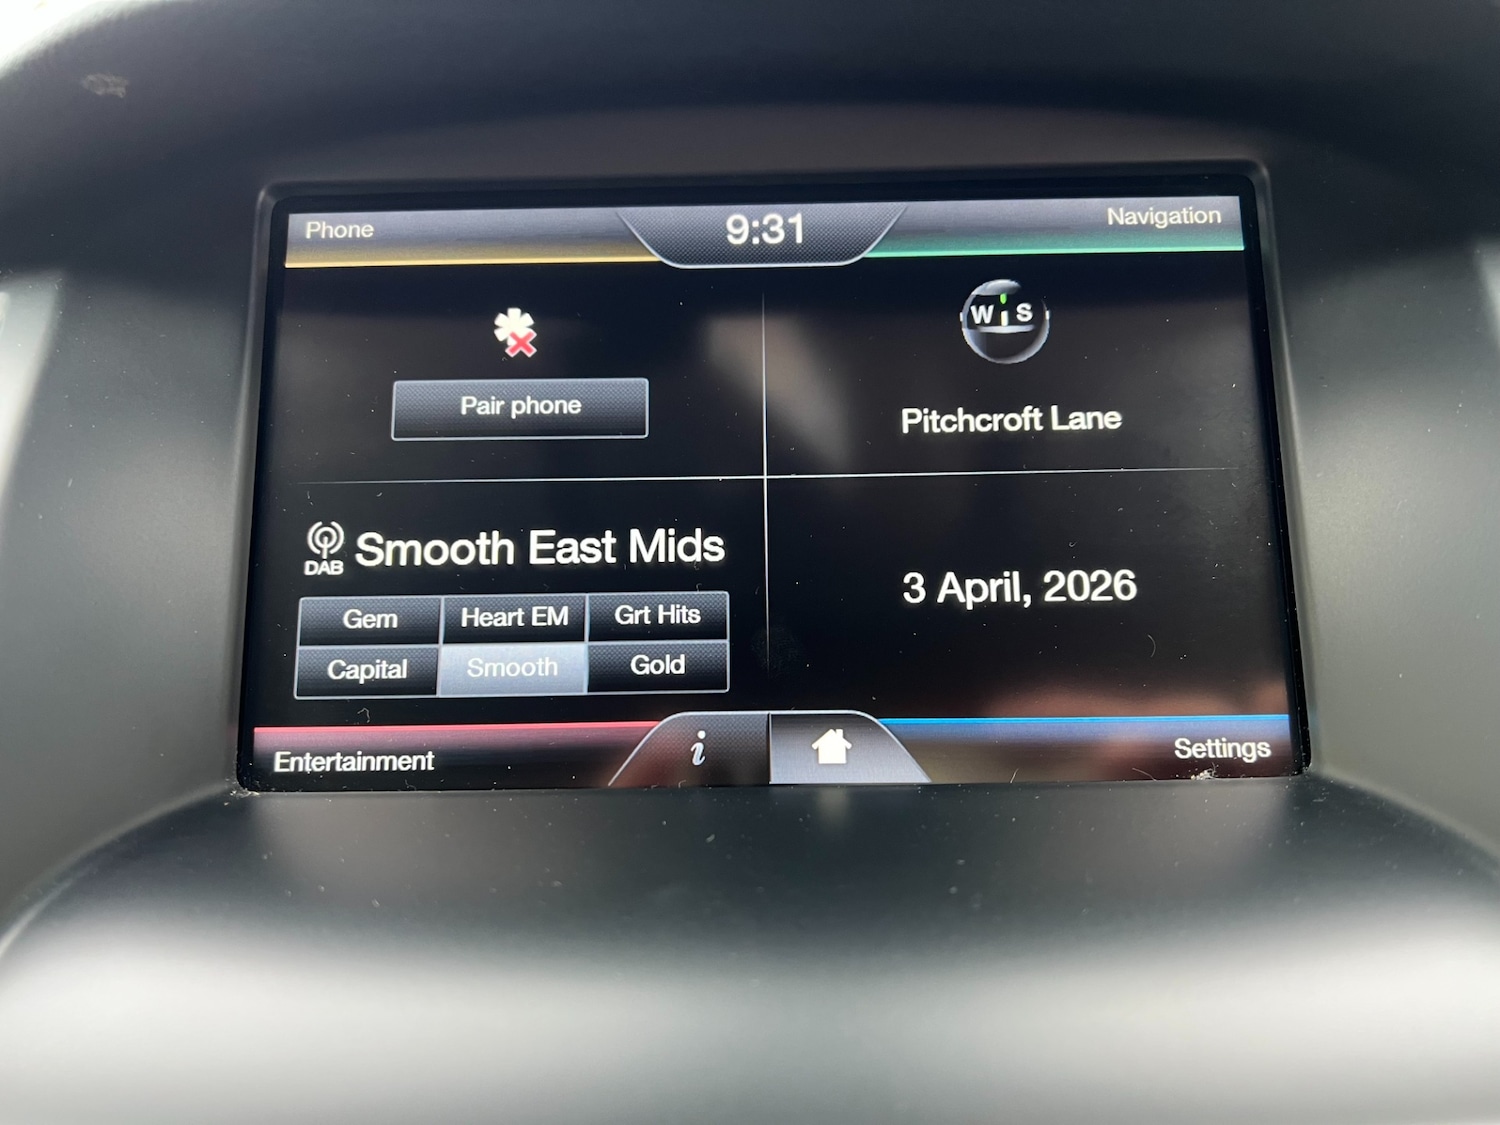 Phone
9:31
Navigation
W S
Pair phone
Pitchcroft Lane
DAB
Smooth East Mids
3 April, 2026
Gem Heart EM Grt Hits
Capital Smooth Gold
Entertainment
i
Settings